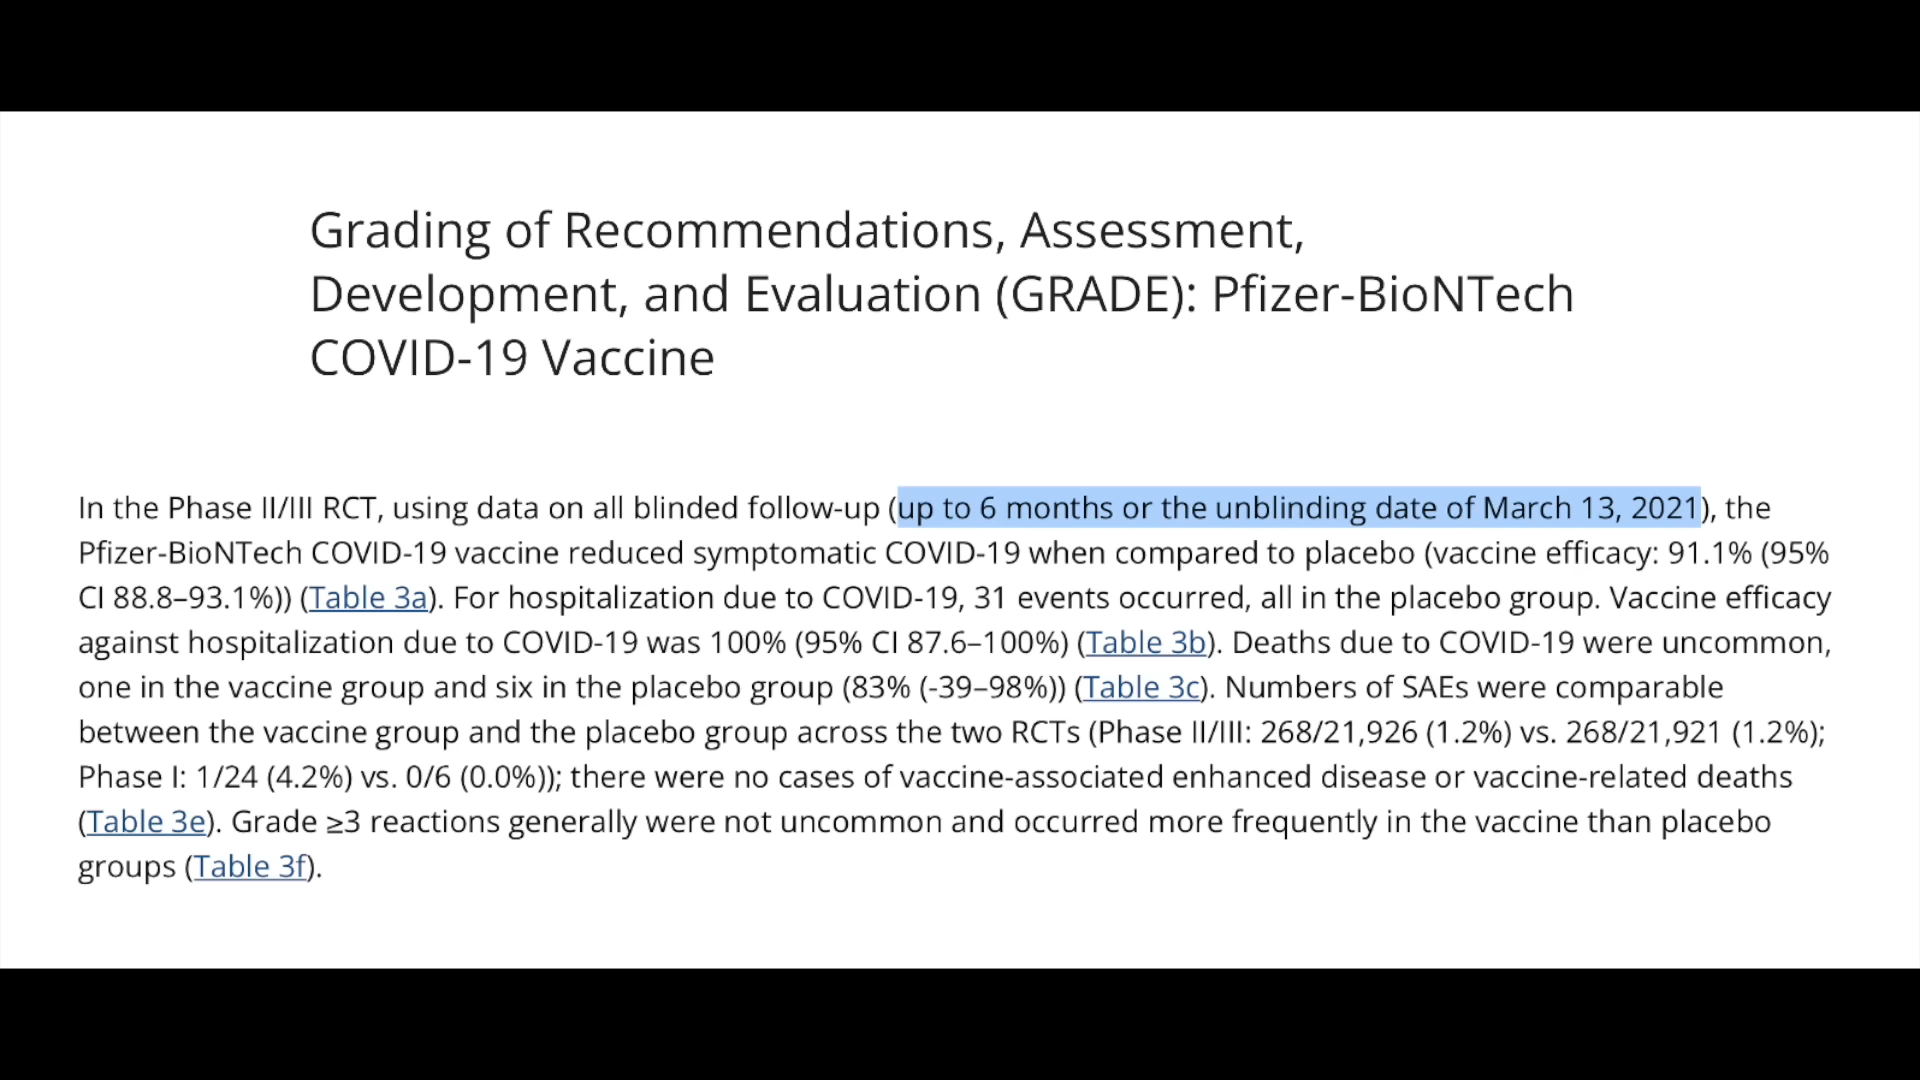 Grading of Recommendations, Assessment,
Development, and Evaluation (GRADE): Pfizer-BioNTech
COVID-19 Vaccine
In the Phase II/III RCT, using data on all blinded follow-up (up to 6 months or the unblinding date of March 13, 2021), the
Pfizer-BioNTech COVID-19 vaccine reduced symptomatic COVID-19 when compared to placebo (vaccine efficacy: 91.1% (95%
CI 88.8–93.1%)) (Table 3a). For hospitalization due to COVID-19, 31 events occurred, all in the placebo group. Vaccine efficacy
against hospitalization due to COVID-19 was 100% (95% CI 87.6–100%) (Table 3b). Deaths due to COVID-19 were uncommon,
one in the vaccine group and six in the placebo group (83% (-39–98%)) (Table 3c). Numbers of SAEs were comparable
between the vaccine group and the placebo group across the two RCTs (Phase II/III: 268/21,926 (1.2%) vs. 268/21,921 (1.2%);
Phase I: 1/24 (4.2%) vs. 0/6 (0.0%)); there were no cases of vaccine-associated enhanced disease or vaccine-related deaths
(Table 3e). Grade ≥3 reactions generally were not uncommon and occurred more frequently in the vaccine than placebo
groups (Table 3f).